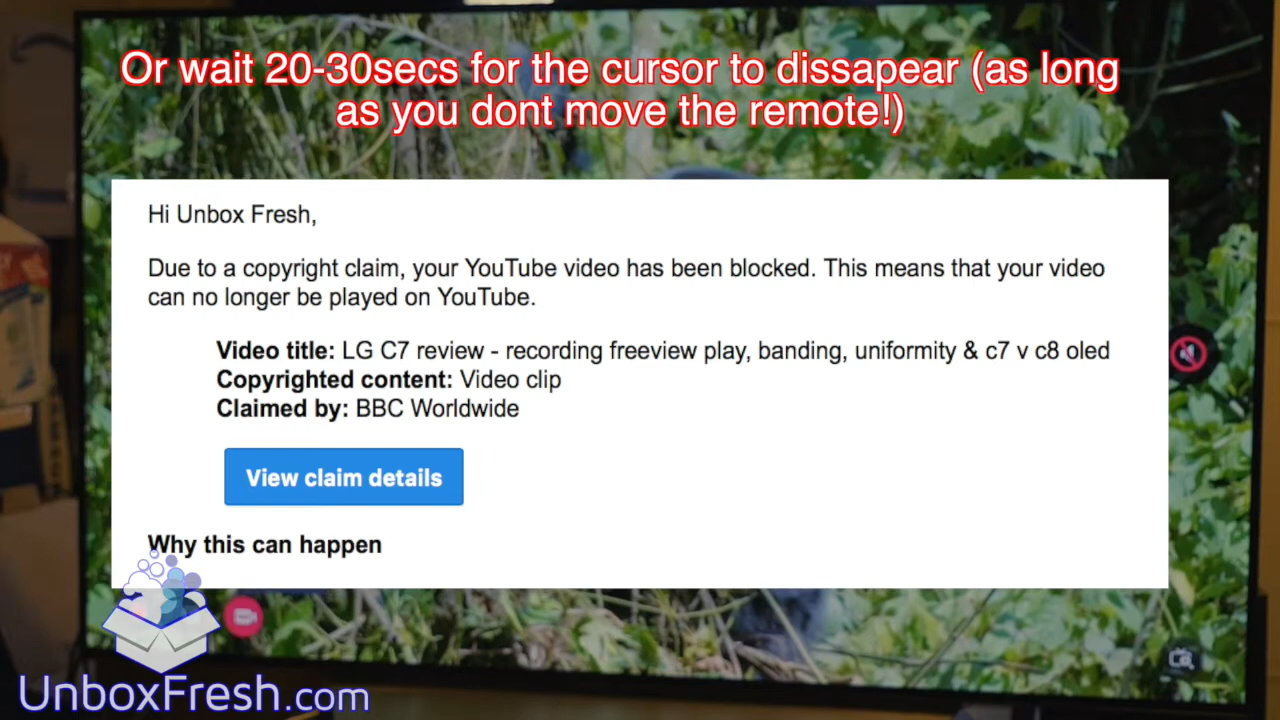 Or wait 20-30secs for the cursor to dissapear (as long
as you dont move the remote!)
Hi Unbox Fresh,
Due to a copyright claim, your YouTube video has been blocked. This means that your video
can no longer be played on YouTube.
Video title: LG C7 review - recording freeview play, banding, uniformity & c7 v c8 oled
Copyrighted content: Video clip
Claimed by: BBC Worldwide
View claim details
Why this can happen
UnboxFresh.com